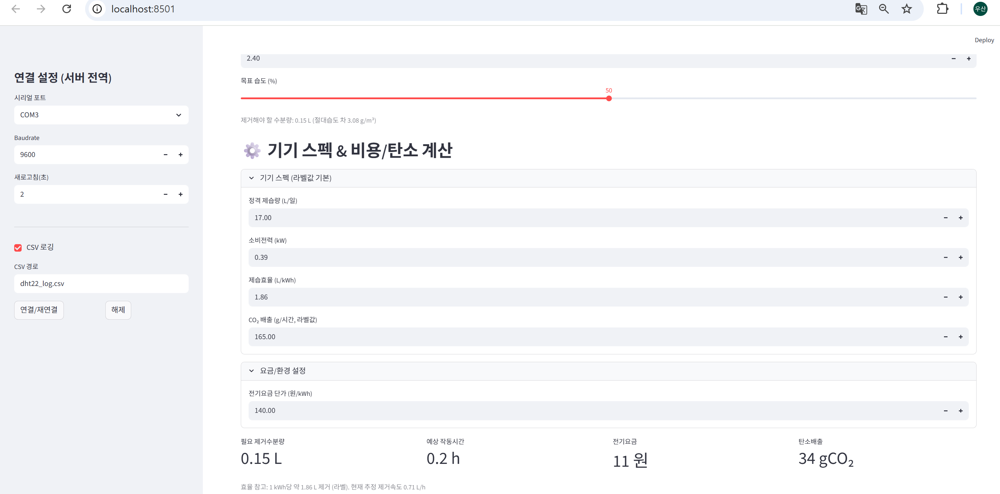 localhost:8501
우산
Deploy
연결 설정 (서버 전역)
시리얼 포트
COM3
Baudrate
9600
새로고침(초)
2
CSV 로깅
CSV 경로
dht22_log.csv
연결/재연결
해제
2.40
목표 습도 (%)
50
제거해야 할 수분량: 0.15 L (절대습도 차 3.08 g/m³)
기기 스펙 & 비용/탄소 계산
기기 스펙 (라벨값 기본)
정격 제습량 (L/일)
17.00
소비전력 (kW)
0.39
제습효율 (L/kWh)
1.86
CO₂ 배출 (g/시간, 라벨값)
165.00
요금/환경 설정
전기요금 단가 (원/kWh)
140.00
필요 제거수분량
0.15 L
예상 작동시간
0.2 h
전기요금
11 원
탄소배출
34 gCO₂
효율 참고: 1 kWh당 약 1.86 L 제거 (라벨). 현재 추정 제거속도 0.71 L/h